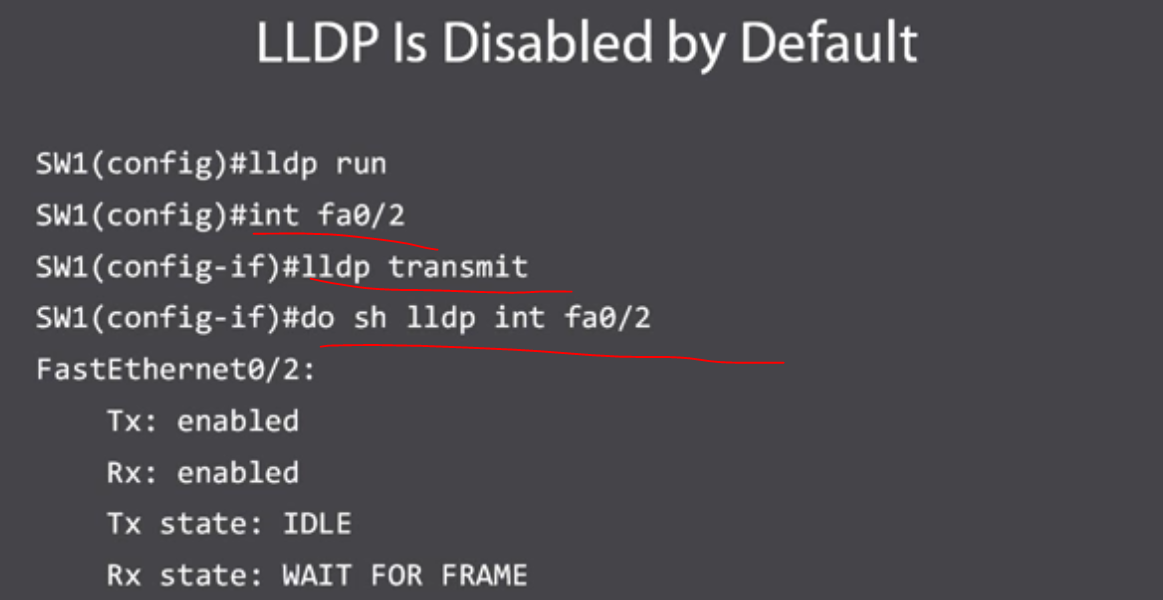 LLDP Is Disabled by Default
SW1(config)#lldp run
SW1(config)#int fa0/2
SW1(config-if)#lldp transmit
SW1(config-if)#do sh lldp int fa0/2
FastEthernet0/2:
Tx: enabled
Rx: enabled
Tx state: IDLE
Rx state: WAIT FOR FRAME